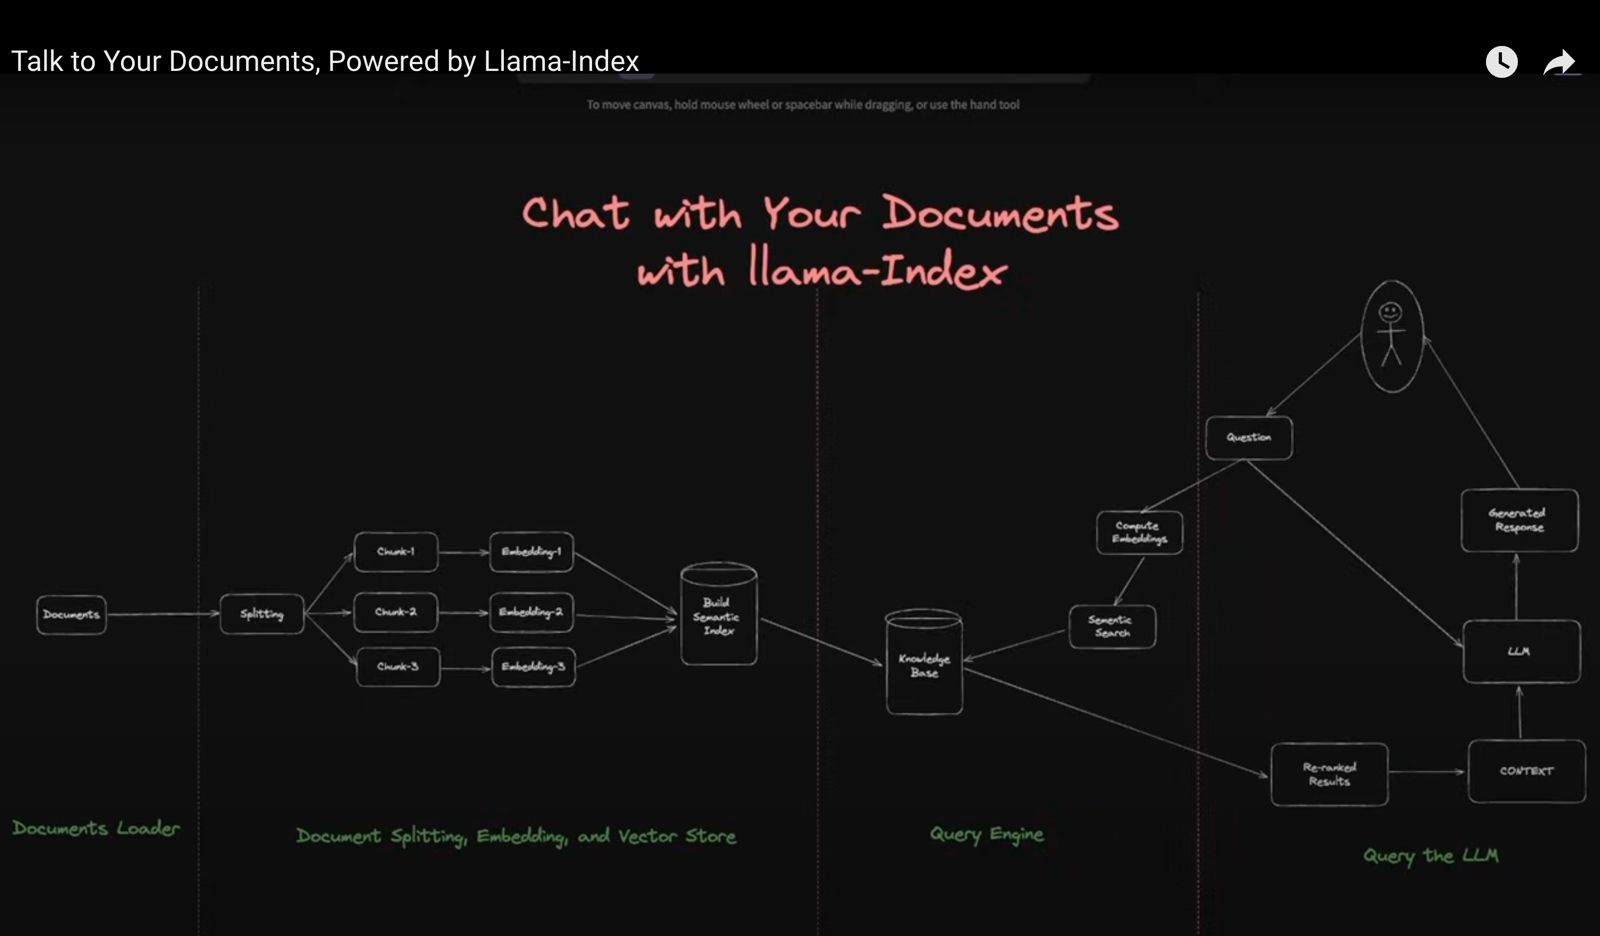 Talk to Your Documents, Powered by Llama-Index
To move canvas, hold mouse wheel or spacebar while dragging, or use the hand tool
Chat with Your Documents
with llama-Index
Question
Compute
Embeddings
Generated
Response
Documents
Splitting
Chunk-1
Embedding-1
Chunk-2
Embedding-2
Chunk-3
Embedding-3
Build
Semantic
Index
Knowledge
Base
Sementic
Search
LLM
Re-ranked
Results
CONTEXT
Documents Loader
Document Splitting, Embedding, and Vector Store
Query Engine
Query the LLM